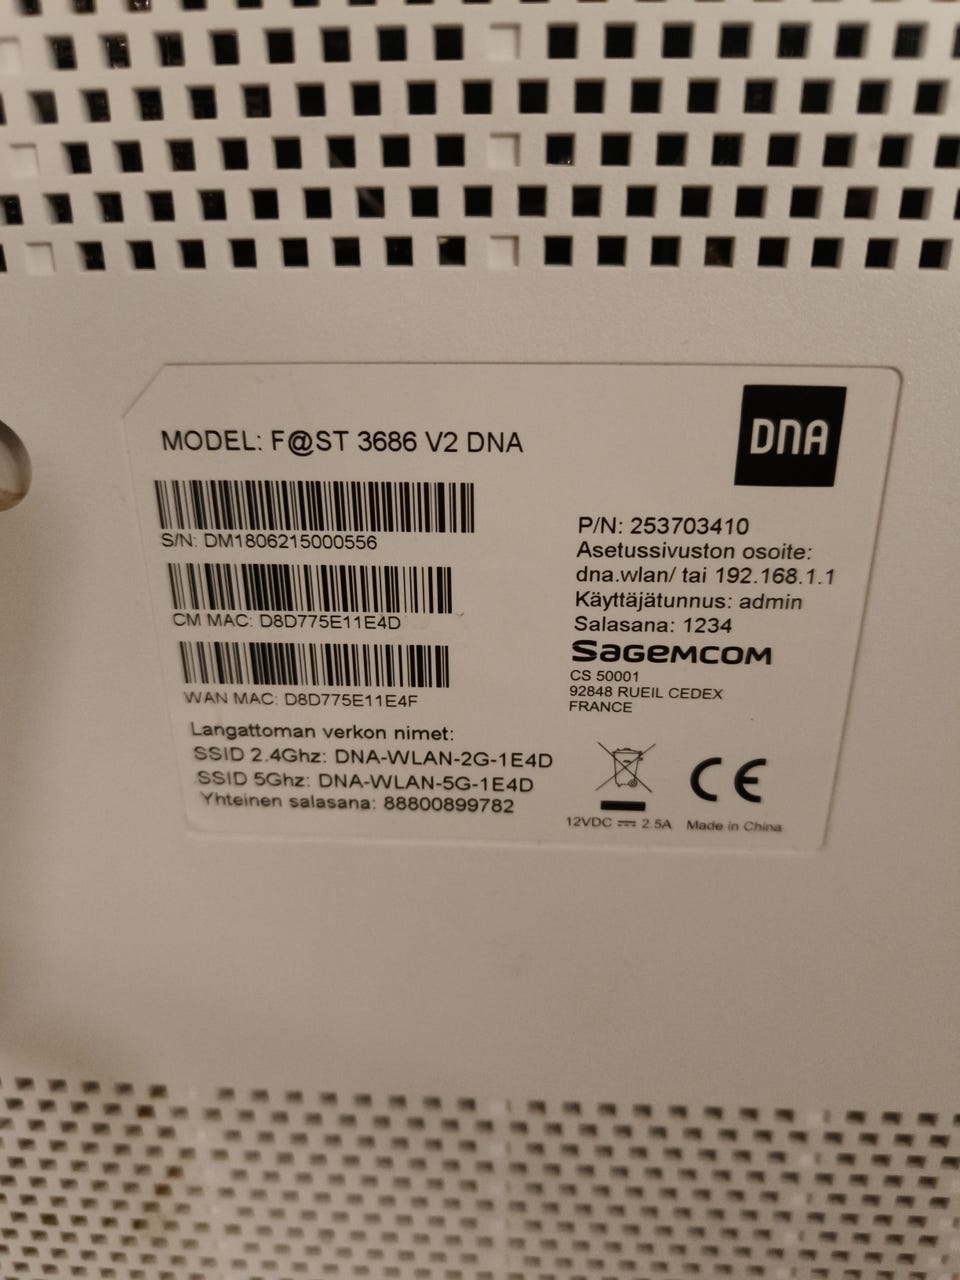 MODEL: F@ST 3686 V2 DNA
DNA
S/N: DM1806215000556
CM MAC: D8D775E11E4D
WAN MAC: D8D775E11E4F
Langattoman verkon nimet:
SSID 2.4Ghz: DNA-WLAN-2G-1E4D
SSID 5Ghz: DNA-WLAN-5G-1E4D
Yhteinen salasana: 88800899782
P/N: 253703410
Asetussivuston osoite:
dna.wlan/ tai 192.168.1.1
Käyttäjätunnus: admin
Salasana: 1234
SAGEMCOM
CS 50001
92848 RUEIL CEDEX
FRANCE
CE
12VDC ⎓ 2.5A Made in China